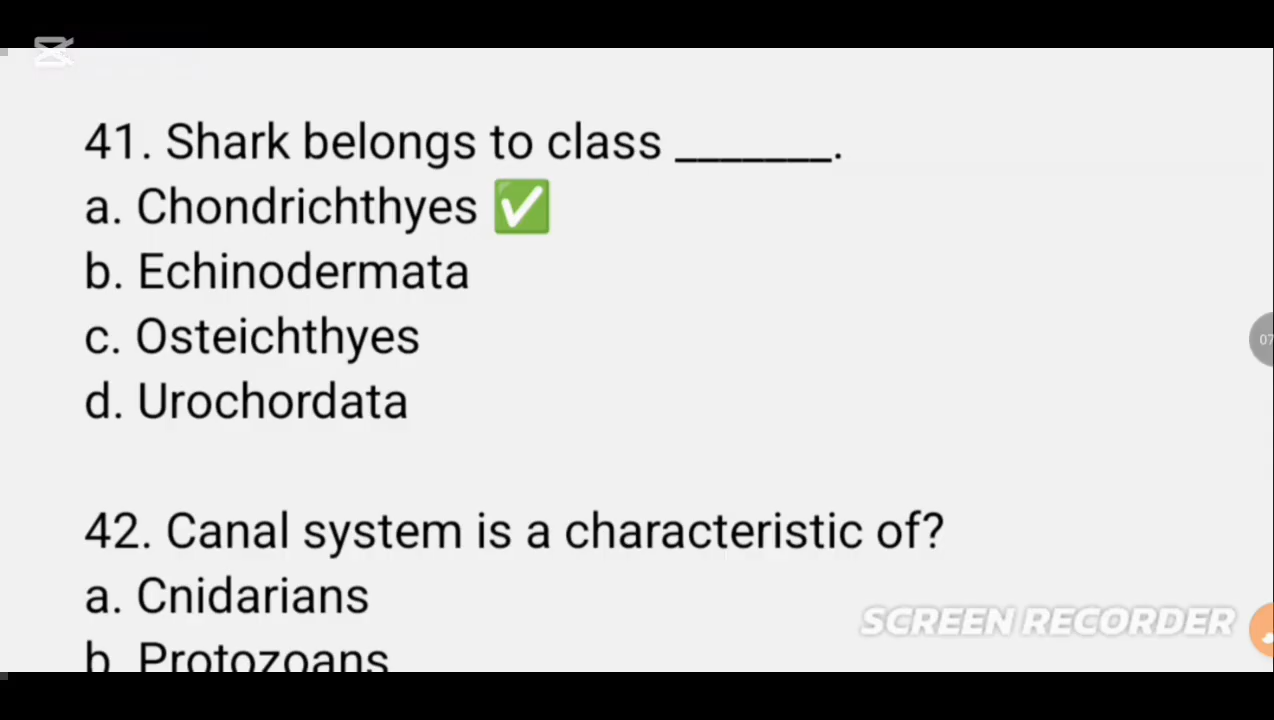 41. Shark belongs to class _______.
a. Chondrichthyes ✅
b. Echinodermata
c. Osteichthyes
d. Urochordata
42. Canal system is a characteristic of?
a. Cnidarians
b. Protozoans
SCREEN RECORDER
07